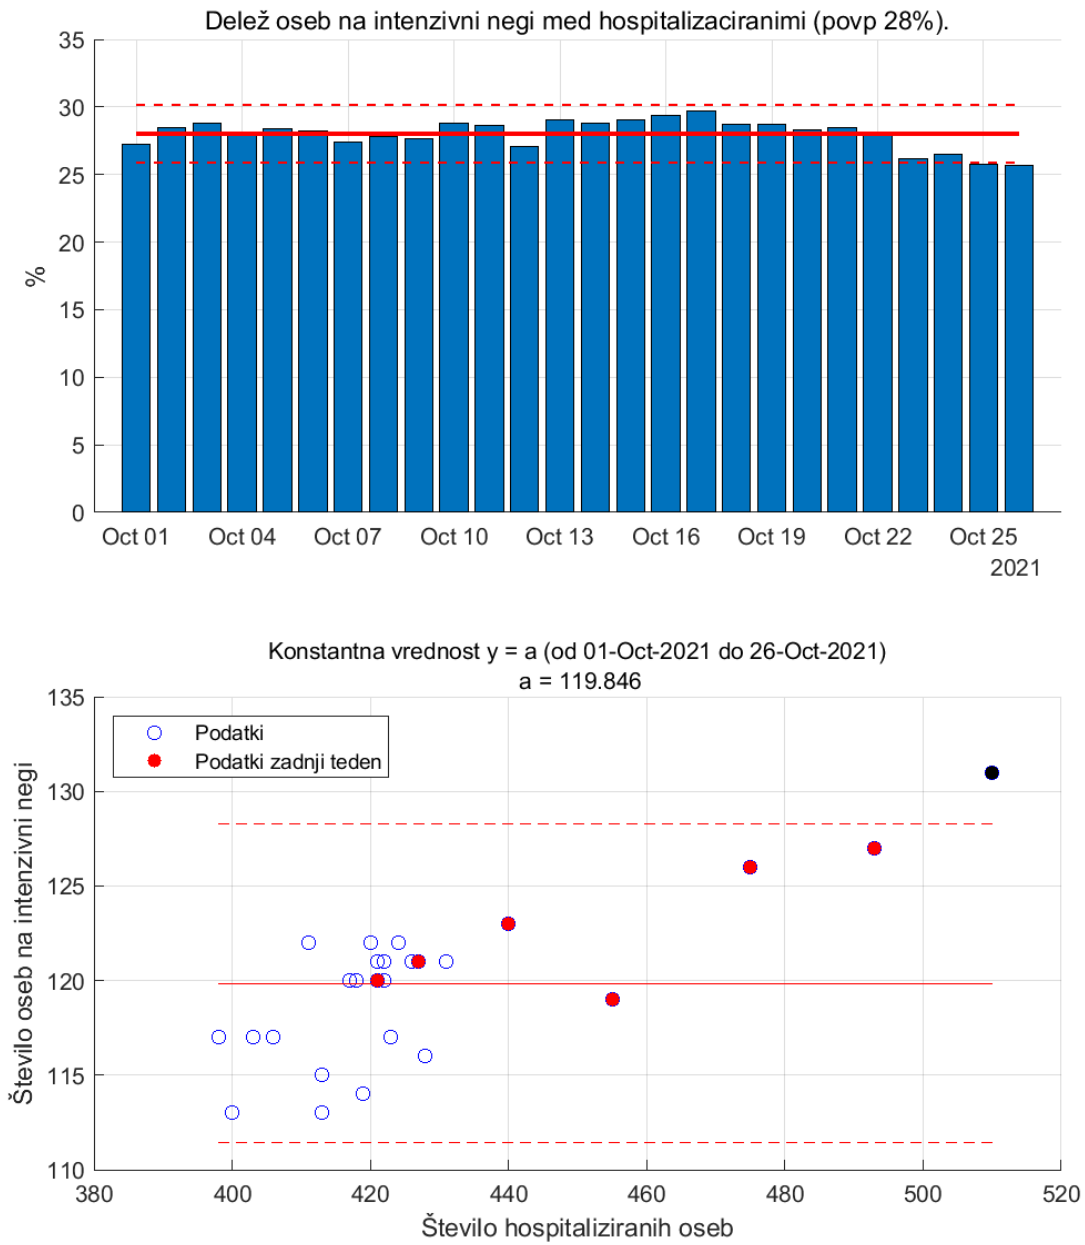 Delež oseb na intenzivni negi med hospitalizaciranimi (povp 28%).
35
30
25
20
15
10
5
0
%
Oct 01 Oct 04 Oct 07 Oct 10 Oct 13 Oct 16 Oct 19 Oct 22 Oct 25
2021
Konstantna vrednost y = a (od 01-Oct-2021 do 26-Oct-2021)
a = 119.846
135
130
125
120
115
110
Število oseb na intenzivni negi
Podatki
Podatki zadnji teden
380 400 420 440 460 480 500 520
Število hospitaliziranih oseb